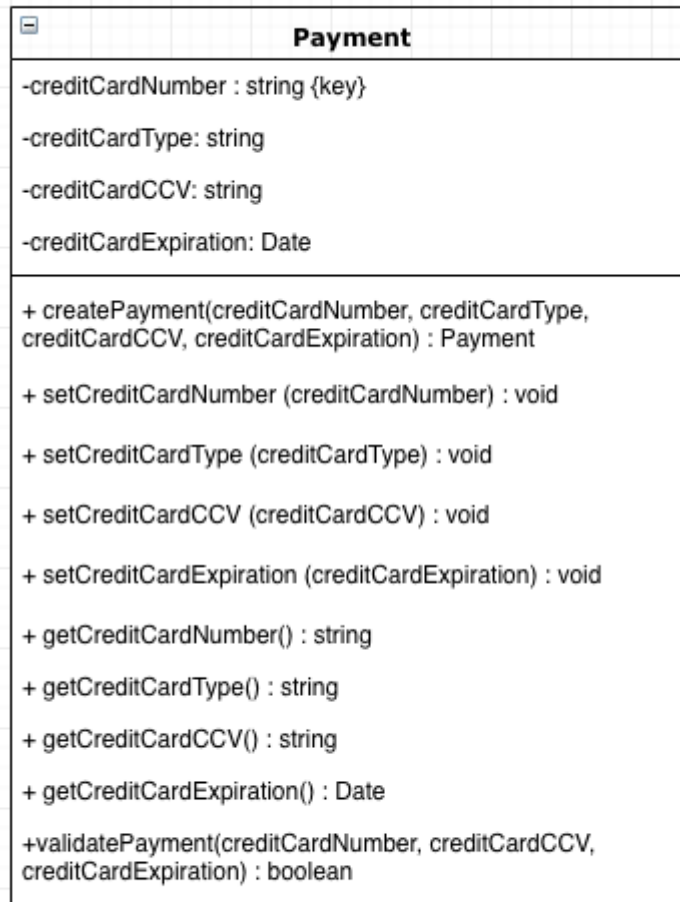 Payment
-creditCardNumber : string {key}
-creditCardType: string
-creditCardCCV: string
-creditCardExpiration: Date
+ createPayment(creditCardNumber, creditCardType,
creditCardCCV, creditCardExpiration) : Payment
+ setCreditCardNumber (creditCardNumber) : void
+ setCreditCardType (creditCardType) : void
+ setCreditCardCCV (creditCardCCV) : void
+ setCreditCardExpiration (creditCardExpiration) : void
+ getCreditCardNumber() : string
+ getCreditCardType() : string
+ getCreditCardCCV() : string
+ getCreditCardExpiration() : Date
+validatePayment(creditCardNumber, creditCardCCV,
creditCardExpiration) : boolean